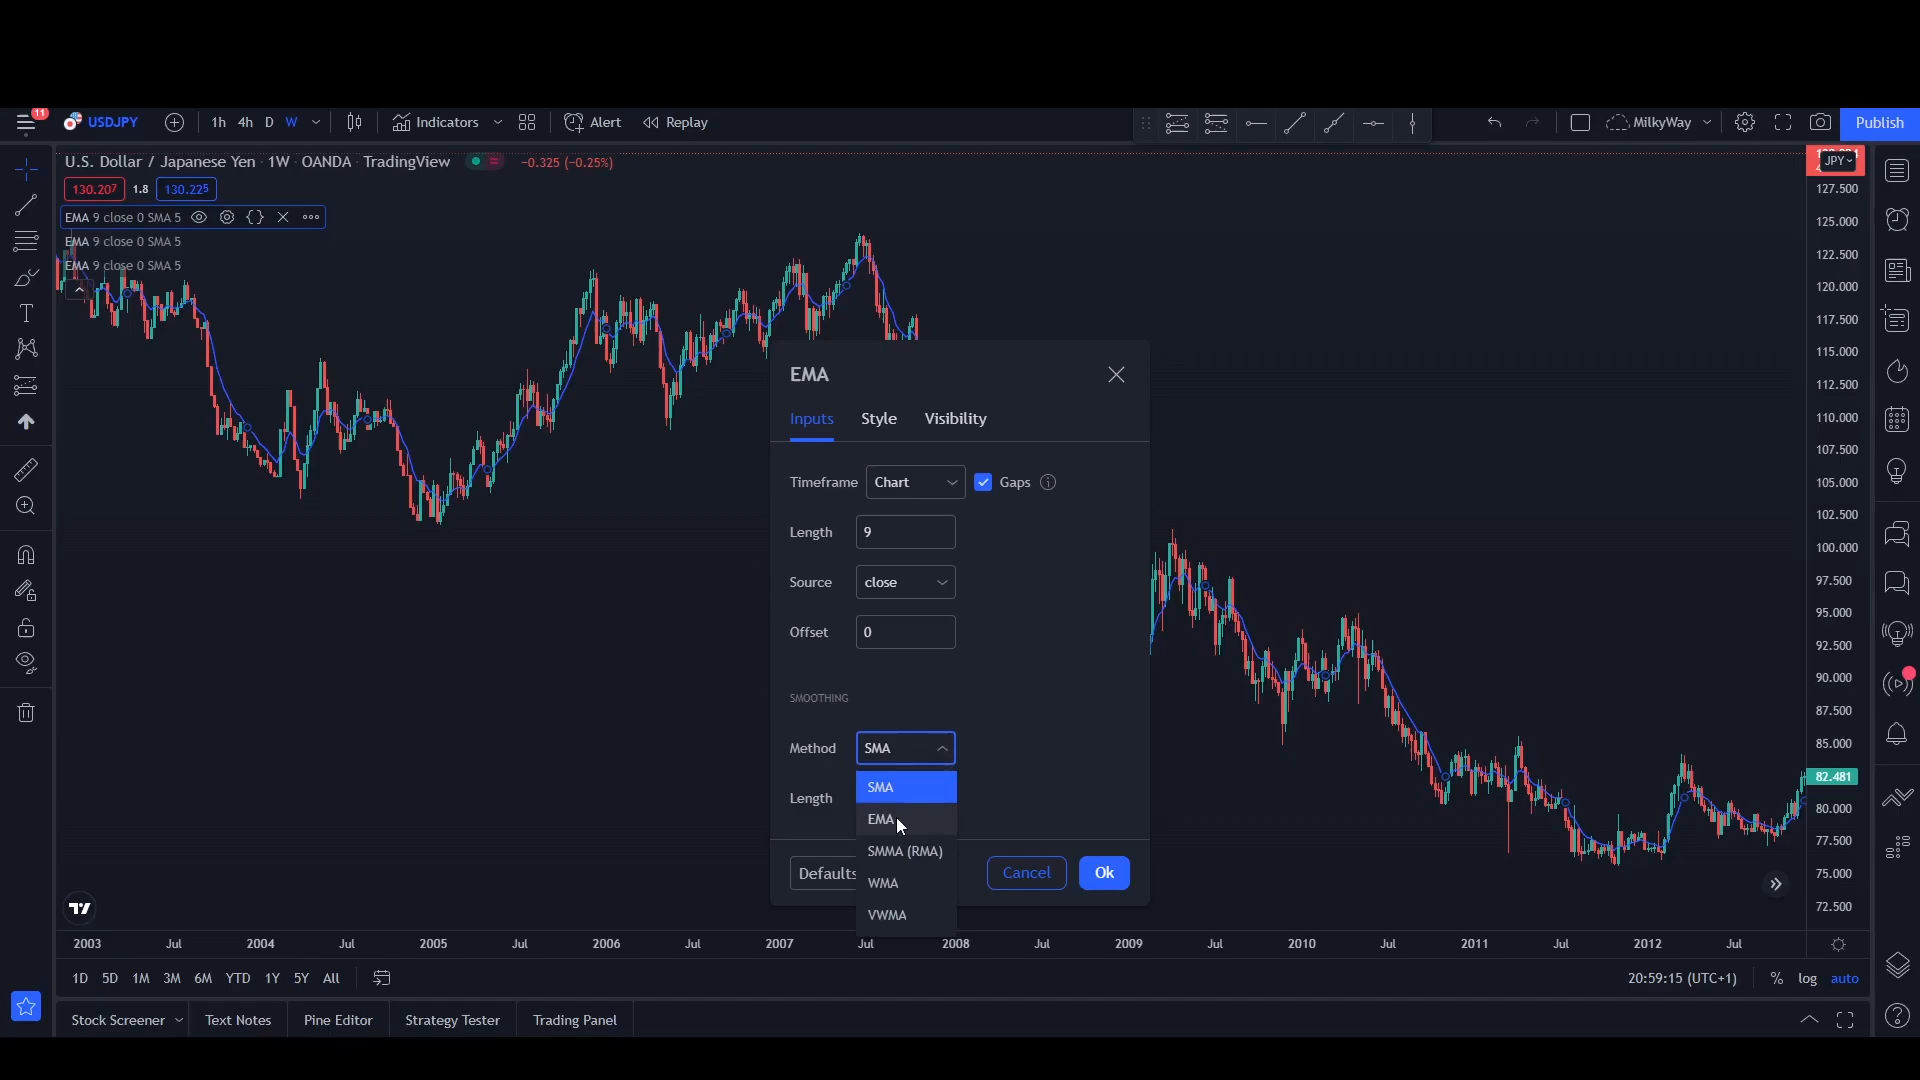 11
USDJPY
1h 4h D W
Indicators
Alert
Replay
MilkyWay
Publish
U.S. Dollar / Japanese Yen · 1W · OANDA · TradingView
-0.325 (-0.25%)
130.207 1.8 130.225
EMA 9 close 0 SMA 5
EMA 9 close 0 SMA 5
EMA 9 close 0 SMA 5
JPY
127.500
125.000
122.500
120.000
117.500
115.000
112.500
110.000
107.500
105.000
102.500
100.000
97.500
95.000
92.500
90.000
87.500
85.000
82.481
80.000
77.500
75.000
72.500
EMA
Inputs Style Visibility
Timeframe Chart Gaps
Length 9
Source close
Offset 0
SMOOTHING
Method SMA
SMA
Length
EMA
SMMA (RMA)
WMA
VWMA
Defaults
Cancel Ok
2003 Jul 2004 Jul 2005 Jul 2006 Jul 2007 Jul 2008 Jul 2009 Jul 2010 Jul 2011 Jul 2012 Jul
1D 5D 1M 3M 6M YTD 1Y 5Y All
20:59:15 (UTC+1) % log auto
Stock Screener Text Notes Pine Editor Strategy Tester Trading Panel